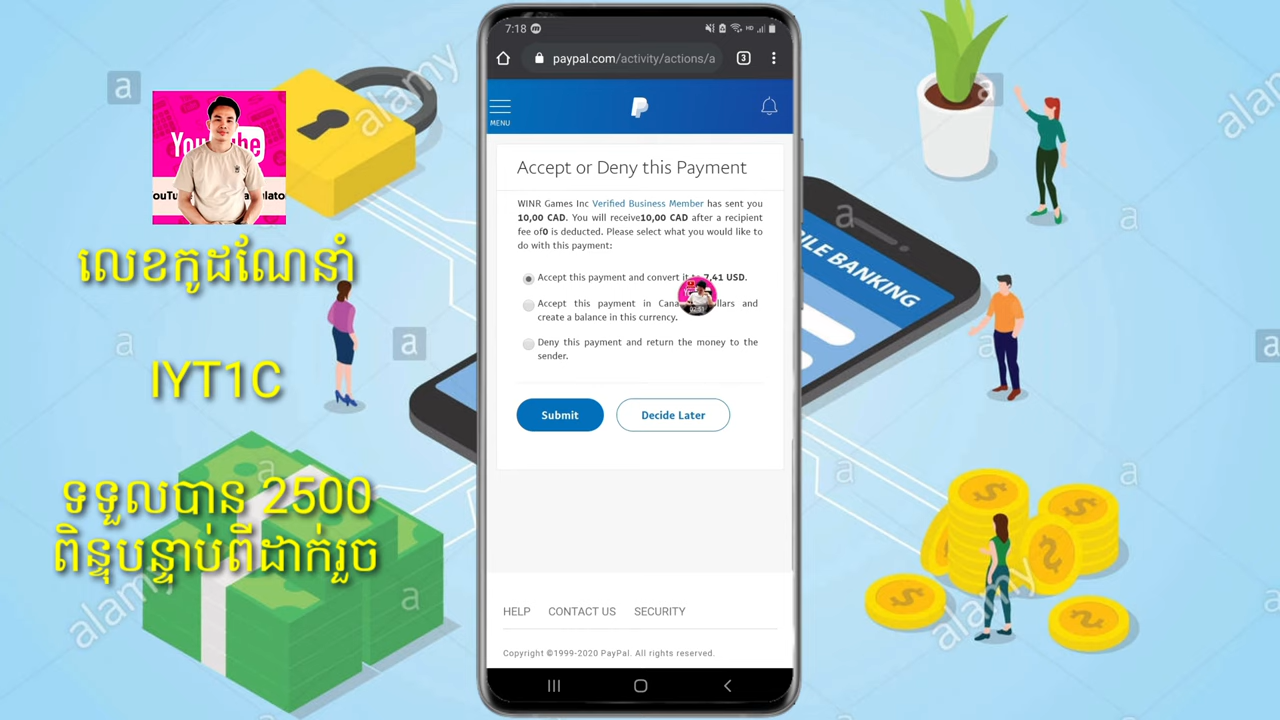 7:18
HD
paypal.com/activity/actions/a
3
MENU
Accept or Deny this Payment
WINR Games Inc Verified Business Member has sent you
10,00 CAD. You will receive10,00 CAD after a recipient
fee of0 is deducted. Please select what you would like to
do with this payment:
Accept this payment and convert it 7,41 USD.
Accept this payment in and
create a balance in this currency.
Deny this payment and return the money to the
sender.
Submit
Decide Later
HELP CONTACT US SECURITY
Copyright ©1999-2020 PayPal. All rights reserved.
លេខកូដណែនាំ
IYT1C
ទទួលបាន 2500
ពិន្ទុបន្ទាប់ពីដាក់រួច
BANKING
a
alamy